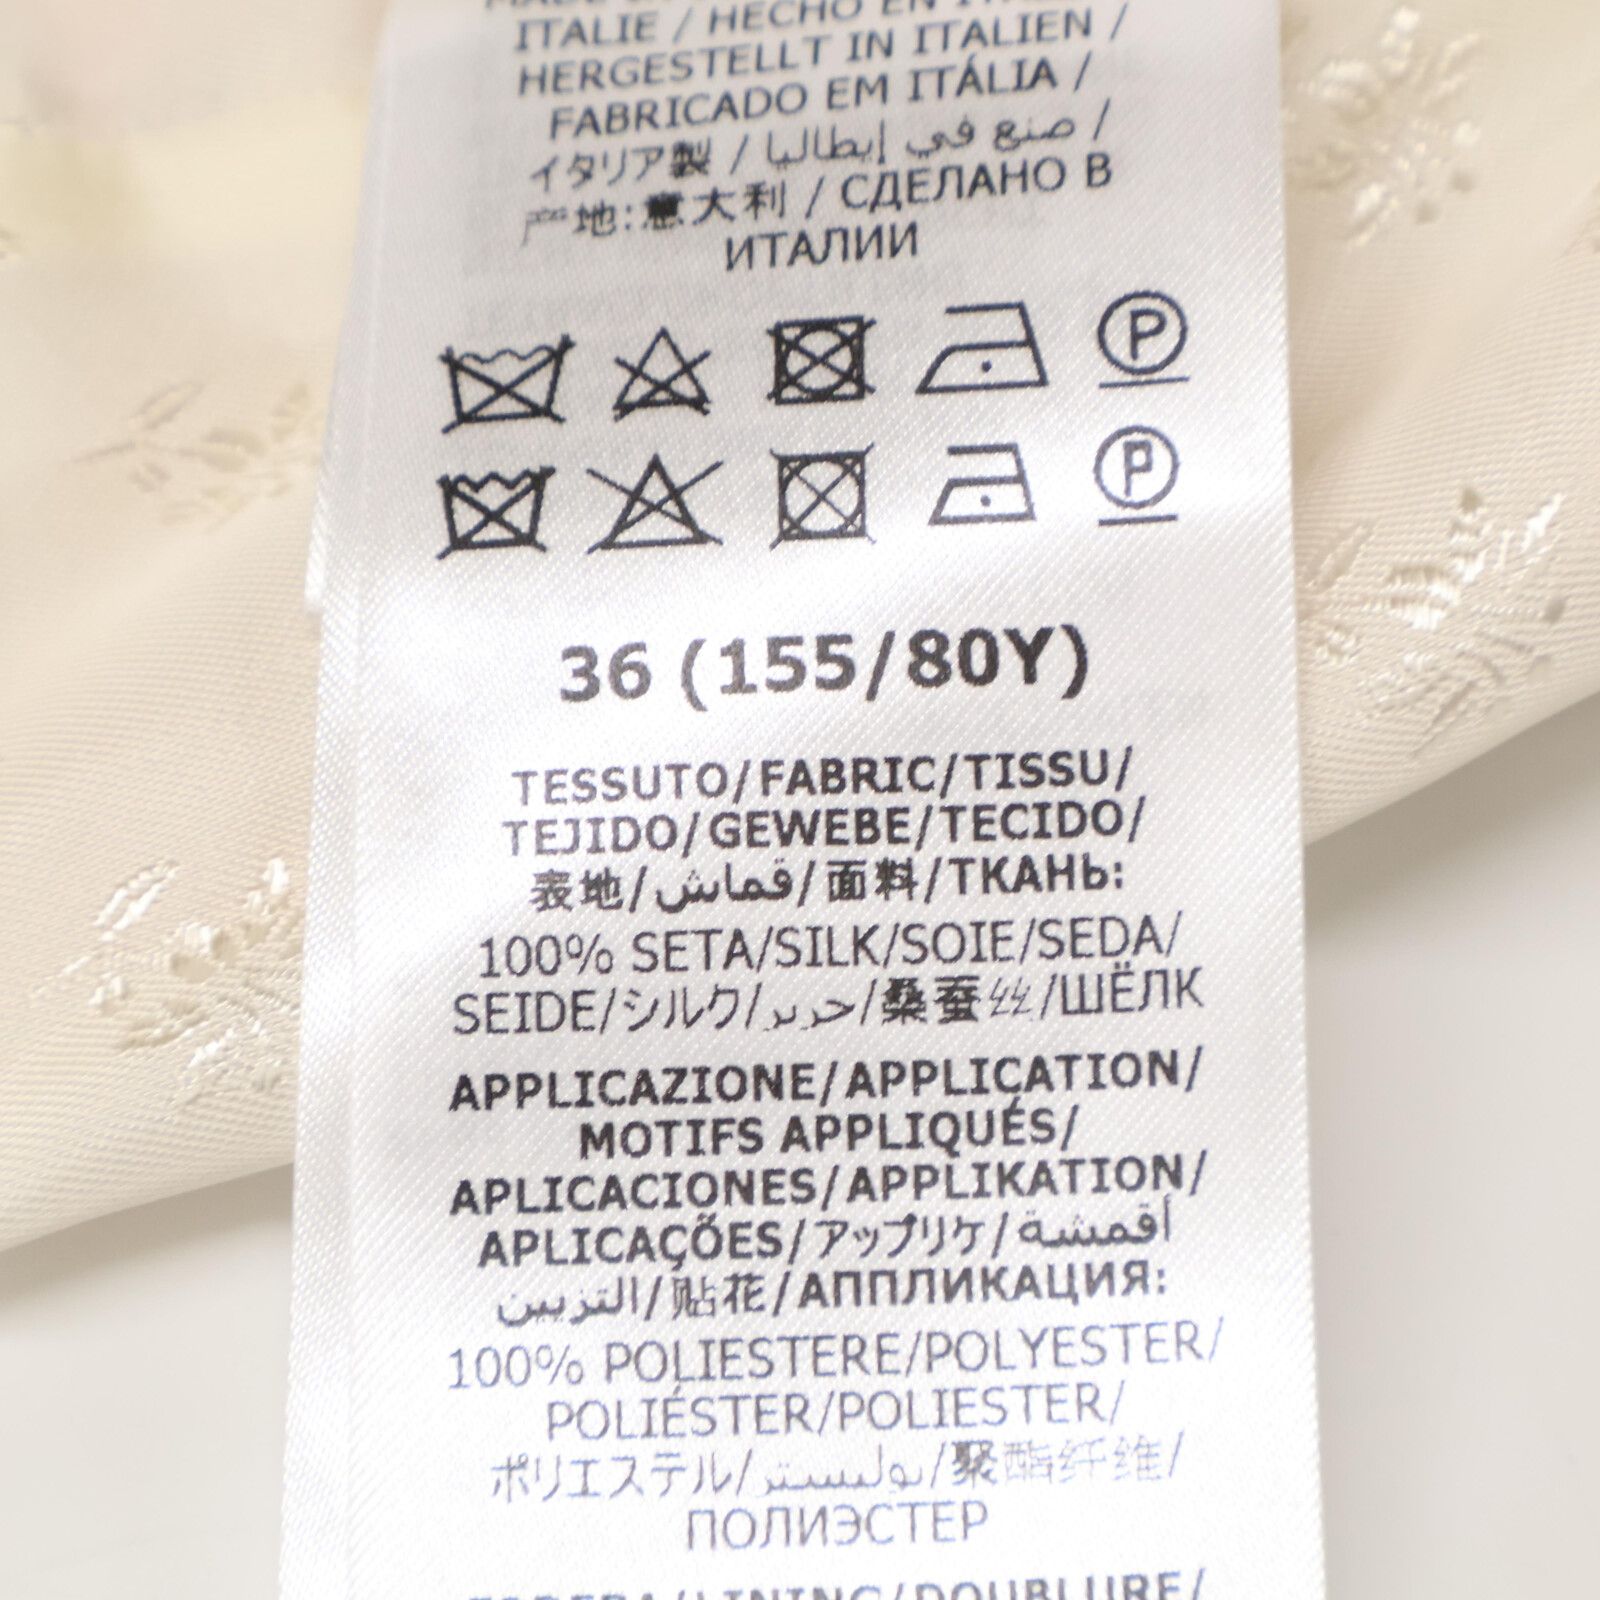 ITALIE / HECHO EN ITALIA /
HERGESTELLT IN ITALIEN /
FABRICADO EM ITÁLIA /
イタリア製 / صنع في إيطاليا /
产地:意大利 / СДЕЛАНО В
ИТАЛИИ
P
P
36 (155/80Y)
TESSUTO/FABRIC/TISSU/
TEJIDO/GEWEBE/TECIDO/
表地/قماش/面料/ТКАНЬ:
100% SETA/SILK/SOIE/SEDA/
SEIDE/シルク/حرير/桑蚕丝/ШЁЛК
APPLICAZIONE/APPLICATION/
MOTIFS APPLIQUÉS/
APLICACIONES/APPLIKATION/
APLICAÇÕES/アップリケ/أقمشة
التزيين/贴花/АППЛИКАЦИЯ:
100% POLIESTERE/POLYESTER/
POLIÉSTER/POLIESTER/
ポリエステル/بوليستر/聚酯纤维/
ПОЛИЭСТЕР
FODERA/LINING/DOUBLURE/